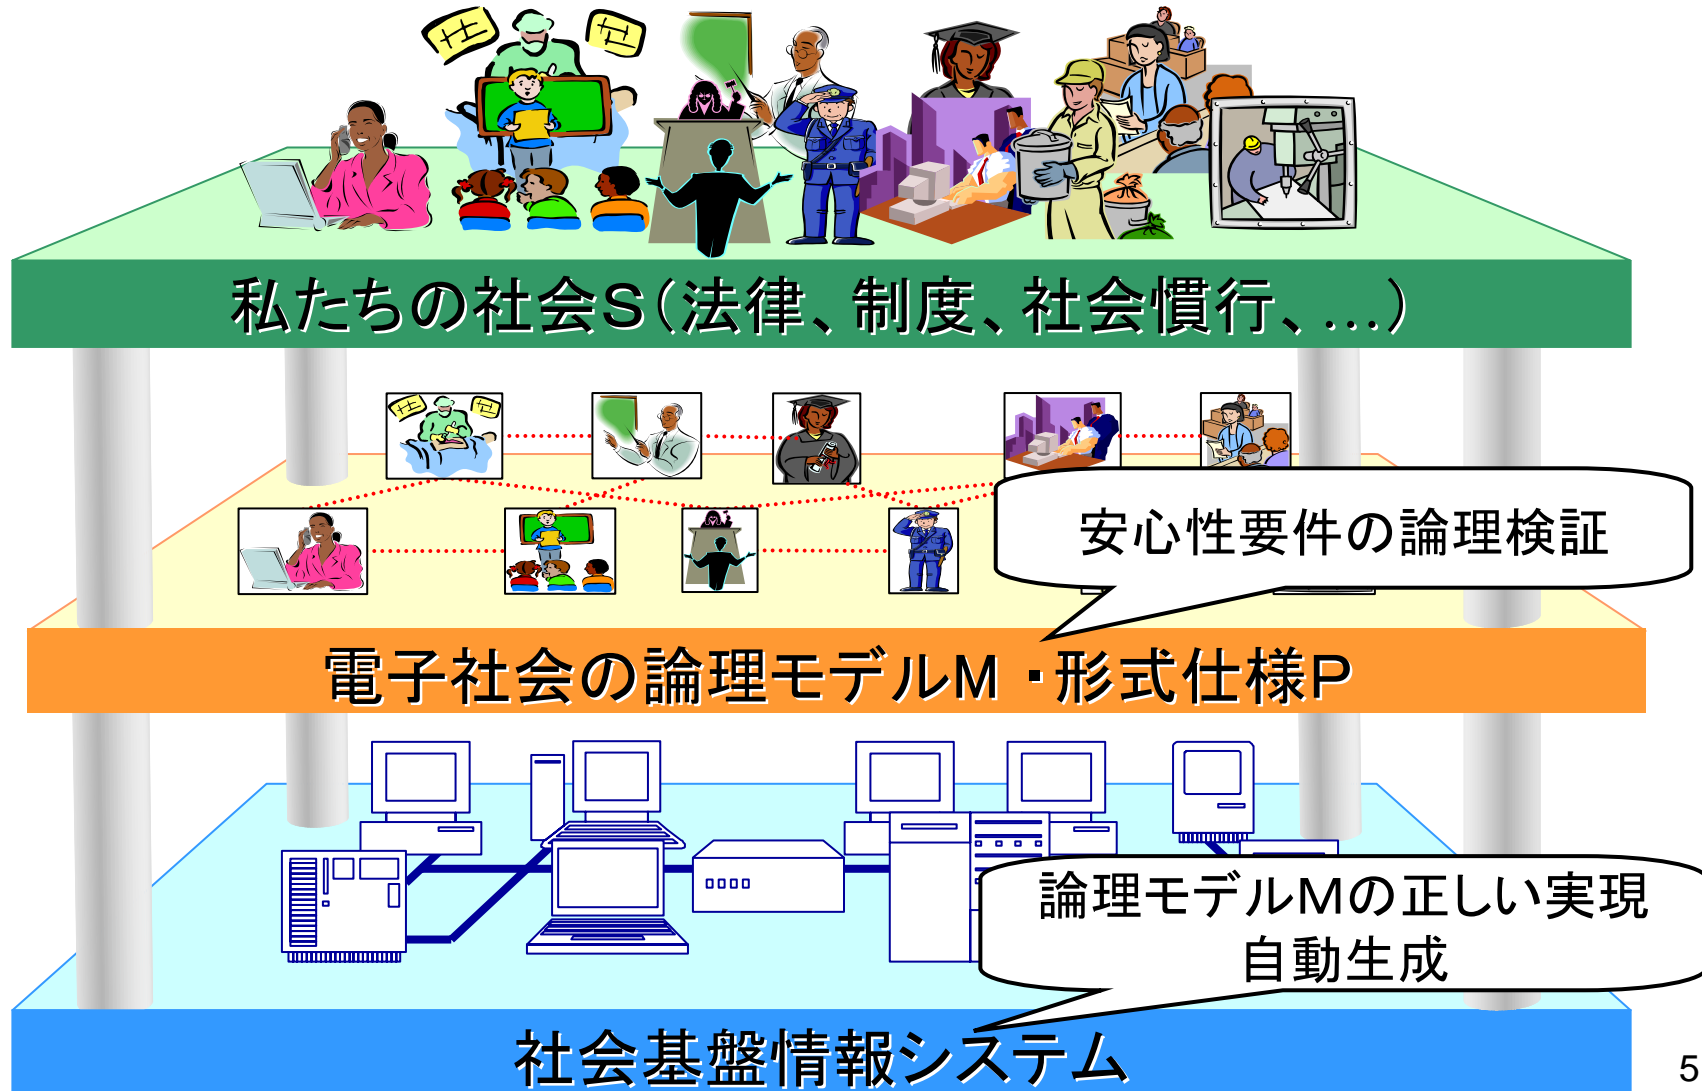 私たちの社会S(法律、制度、社会慣行、…)
安心性要件の論理検証
電子社会の論理モデルM・形式仕様P
論理モデルMの正しい実現
自動生成
社会基盤情報システム
5